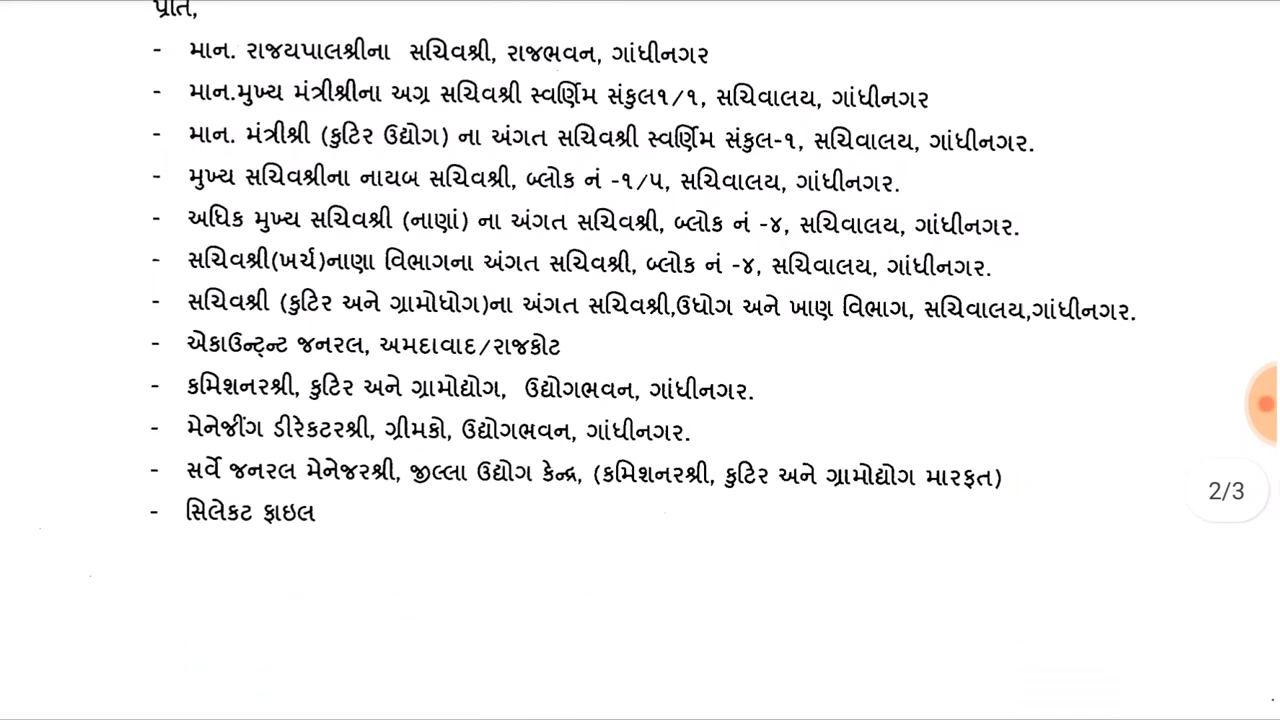 પ્રતિ,
- માન. રાજયપાલશ્રીના સચિવશ્રી, રાજભવન, ગાંધીનગર
- માન.મુખ્ય મંત્રીશ્રીના અગ્ર સચિવશ્રી સ્વર્ણિમ સંકુલ૧/૧, સચિવાલય, ગાંધીનગર
- માન. મંત્રીશ્રી (કુટિર ઉદ્યોગ) ના અંગત સચિવશ્રી સ્વર્ણિમ સંકુલ-૧, સચિવાલય, ગાંધીનગર.
- મુખ્ય સચિવશ્રીના નાયબ સચિવશ્રી, બ્લોક નં -૧/૫, સચિવાલય, ગાંધીનગર.
- અધિક મુખ્ય સચિવશ્રી (નાણાં) ના અંગત સચિવશ્રી, બ્લોક નં -૪, સચિવાલય, ગાંધીનગર.
- સચિવશ્રી(ખર્ચ)નાણા વિભાગના અંગત સચિવશ્રી, બ્લોક નં -૪, સચિવાલય, ગાંધીનગર.
- સચિવશ્રી (કુટિર અને ગ્રામોધોગ)ના અંગત સચિવશ્રી,ઉધોગ અને ખાણ વિભાગ, સચિવાલય,ગાંધીનગર.
- એકાઉન્ટ્ન્ટ જનરલ, અમદાવાદ/રાજકોટ
- કમિશનરશ્રી, કુટિર અને ગ્રામોદ્યોગ, ઉદ્યોગભવન, ગાંધીનગર.
- મેનેજીંગ ડીરેકટરશ્રી, ગ્રીમકો, ઉદ્યોગભવન, ગાંધીનગર.
- સર્વે જનરલ મેનેજરશ્રી, જીલ્લા ઉદ્યોગ કેન્દ્ર, (કમિશનરશ્રી, કુટિર અને ગ્રામોદ્યોગ મારફત)
- સિલેકટ ફાઇલ
2/3